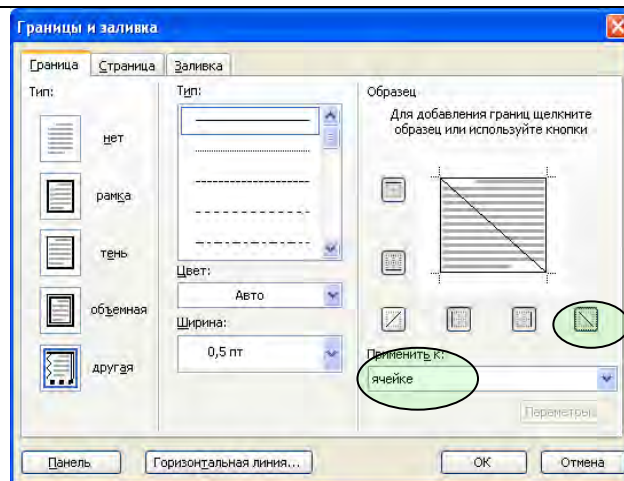 Границы и заливка
Граница
Страница
Заливка
Тип:
нет
рамка
тень
объемная
другая
Тип:
Цвет:
Авто
Ширина:
0,5 пт
Образец
Для добавления границ щелкните
образец или используйте кнопки
Применить к:
ячейке
Параметры...
Панель
Горизонтальная линия...
ОК
Отмена